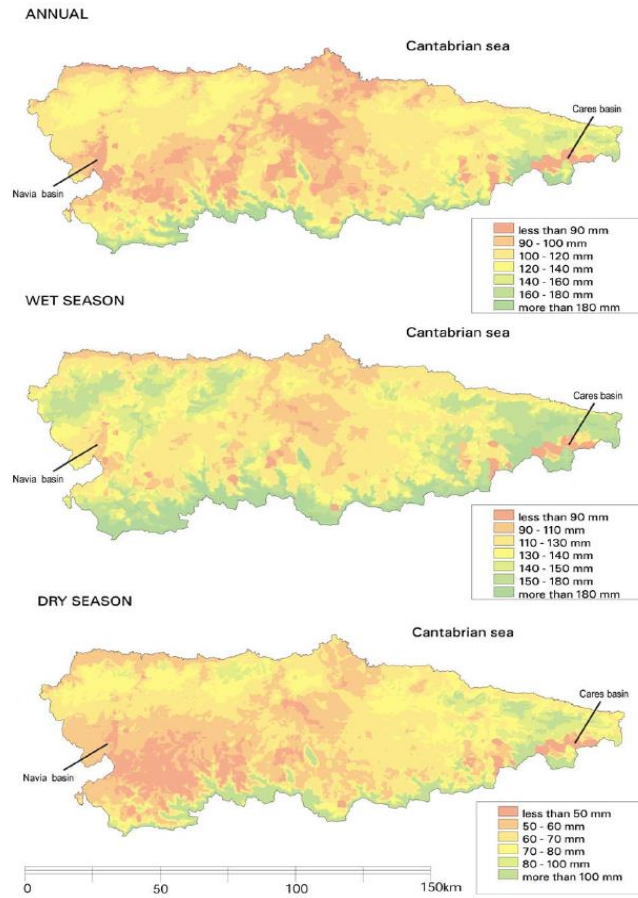 ANNUAL
Cantabrian sea
Cares basin
Navia basin
less than 90 mm
90 - 100 mm
100 - 120 mm
120 - 140 mm
140 - 160 mm
160 - 180 mm
more than 180 mm
WET SEASON
Cantabrian sea
Cares basin
Navia basin
less than 90 mm
90 - 110 mm
110 - 130 mm
130 - 140 mm
140 - 150 mm
150 - 180 mm
more than 180 mm
DRY SEASON
Cantabrian sea
Cares basin
Navia basin
less than 50 mm
50 - 60 mm
60 - 70 mm
70 - 80 mm
80 - 100 mm
more than 100 mm
0 50 100 150km